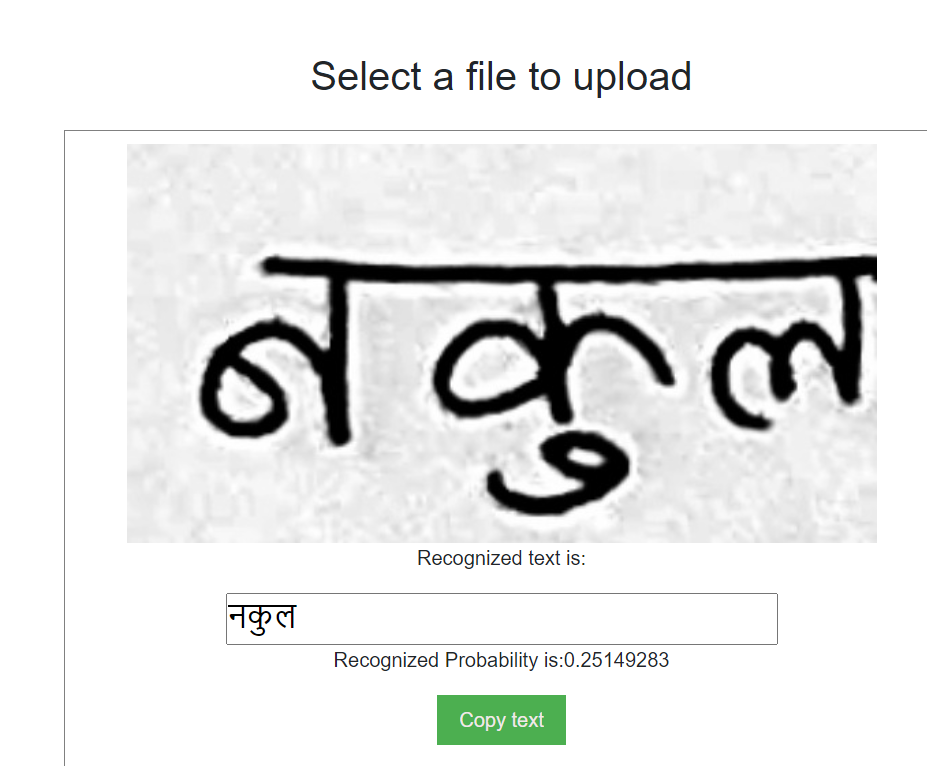 Select a file to upload
नकुल
Recognized text is:
नकुल
Recognized Probability is:0.25149283
Copy text